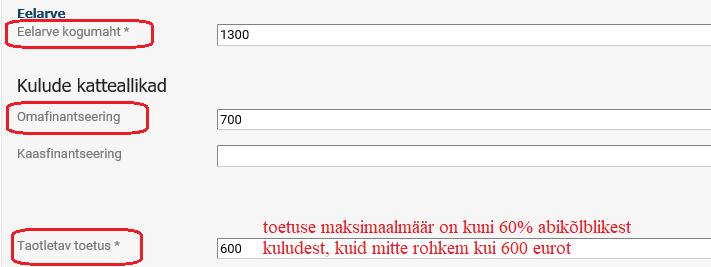 Eelarve
Eelarve kogumaht *
1300
Kulude katteallikad
Omafinantseering
700
Kaasfinantseering
toetuse maksimaalmäär on kuni 60% abikõlblikest
kuludest, kuid mitte rohkem kui 600 eurot
Taotletav toetus *
600